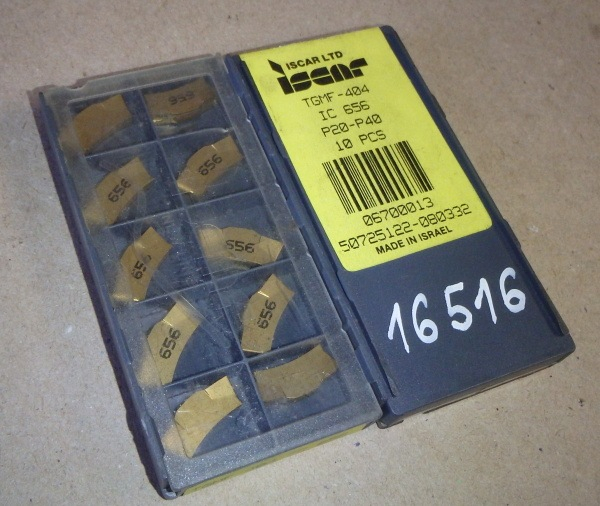 ISCAR LTD
iscar
TGMF-404
IC 656
P20-P40
10 PCS
06700013
50725122-080332
MADE IN ISRAEL
16516
656
656
656
656
656
656
656